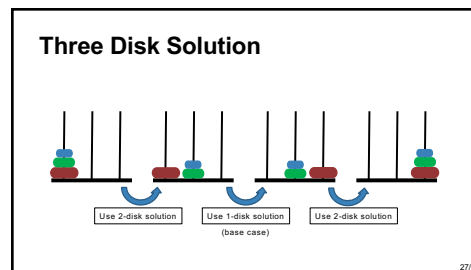 Three Disk Solution
Use 2-disk solution
Use 1-disk solution
(base case)
Use 2-disk solution
27/